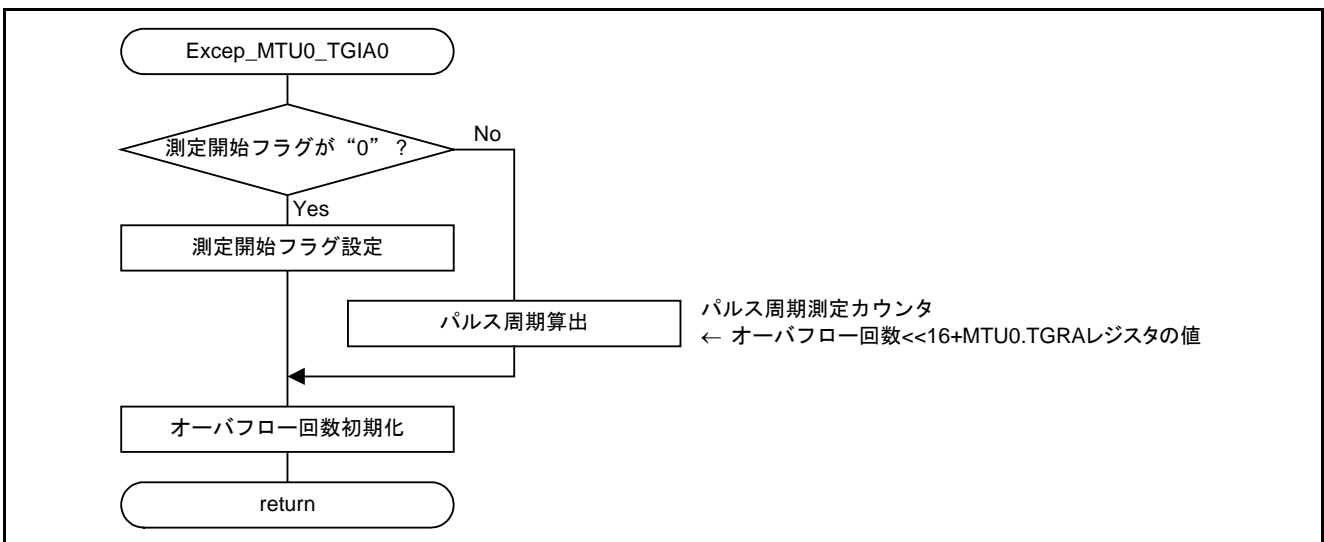 Excep_MTU0_TGIA0
測定開始フラグが“0” ?
No
Yes
測定開始フラグ設定
パルス周期算出
パルス周期測定カウンタ
← オーバフロー回数<<16+MTU0.TGRAレジスタの値
オーバフロー回数初期化
return